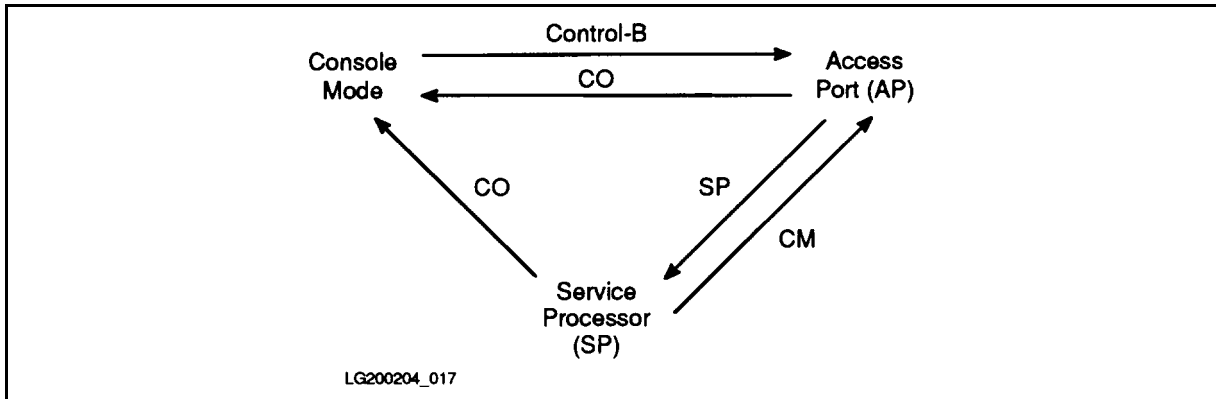 Control-B
Console
Mode
CO
Access
Port (AP)
CO
SP
CM
Service
Processor
(SP)
LG200204_017